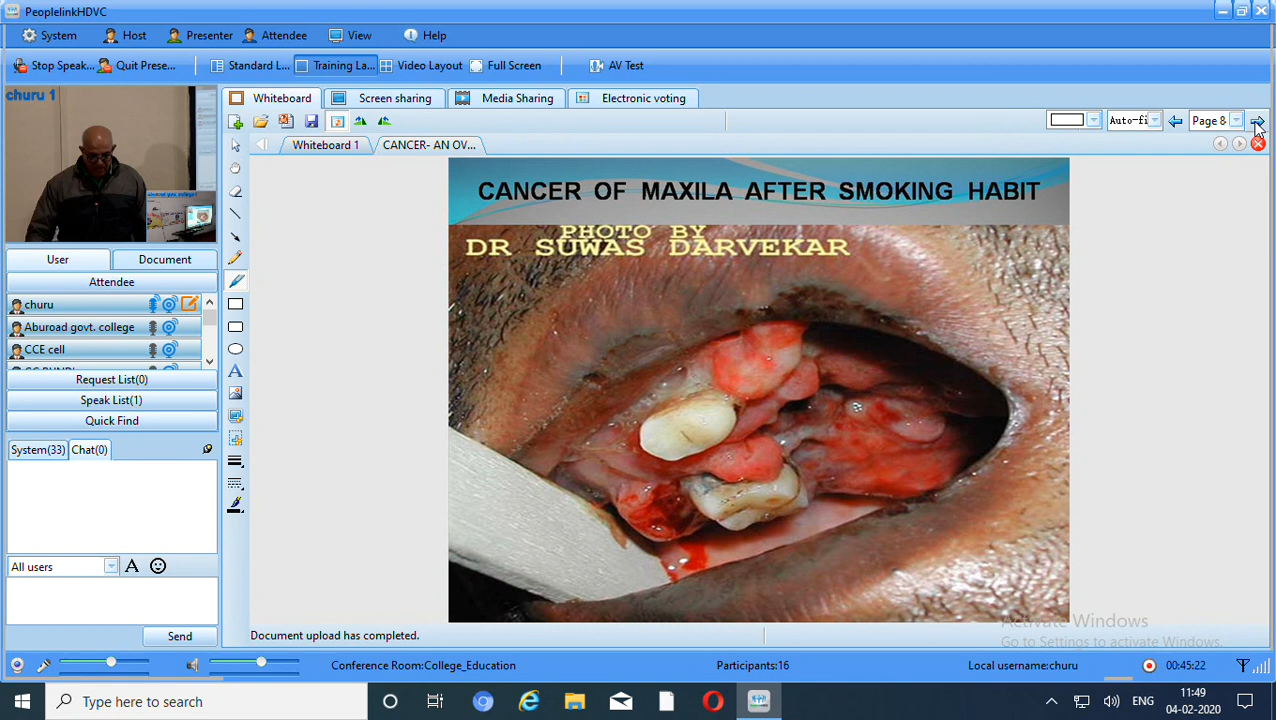 PeoplelinkHDVC
System Host Presenter Attendee View Help
Stop Speak... Quit Prese... Standard L... Training La... Video Layout Full Screen AV Test
churu 1
Whiteboard Screen sharing Media Sharing Electronic voting
Auto-fi Page 8
Whiteboard 1 CANCER- AN OV...
CANCER OF MAXILA AFTER SMOKING HABIT
PHOTO BY
DR SUWAS DARVEKAR
User Document
Attendee
churu
Aburoad govt. college
CCE cell
Request List(0)
Speak List(1)
Quick Find
System(33) Chat(0)
All users A
Send
Document upload has completed.
Activate Windows
Go to Settings to activate Windows.
Conference Room:College_Education Participants:16 Local username:churu 00:45:22
Type here to search
ENG 11:49
04-02-2020